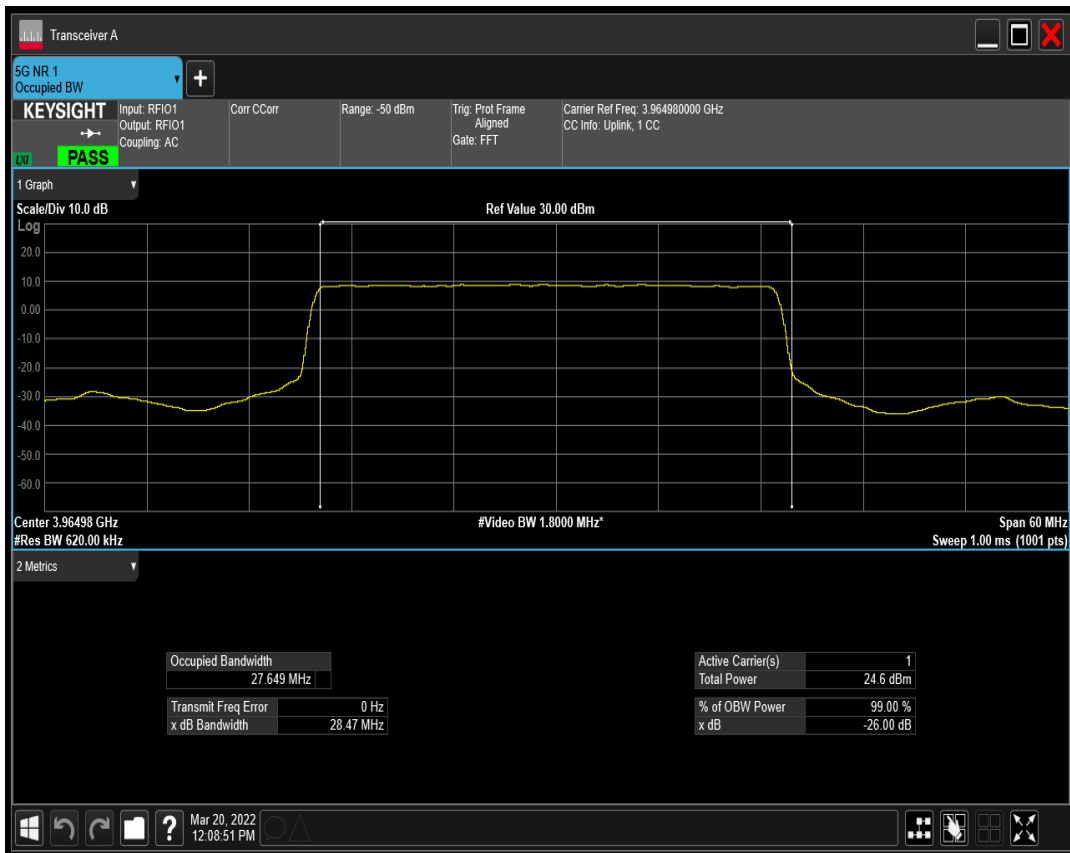 Transceiver A
5G NR 1
Occupied BW
KEYSIGHT
LXI
PASS
Input: RFIO1
Output: RFIO1
Coupling: AC
Corr CCorr
Range: -50 dBm
Trig: Prot Frame
Aligned
Gate: FFT
Carrier Ref Freq: 3.964980000 GHz
CC Info: Uplink, 1 CC
1 Graph
Scale/Div 10.0 dB
Ref Value 30.00 dBm
Log
20.0
10.0
0.00
-10.0
-20.0
-30.0
-40.0
-50.0
-60.0
Center 3.96498 GHz
#Video BW 1.8000 MHz*
Span 60 MHz
#Res BW 620.00 kHz
Sweep 1.00 ms (1001 pts)
2 Metrics
Occupied Bandwidth
27.649 MHz
Transmit Freq Error 0 Hz
x dB Bandwidth 28.47 MHz
Active Carrier(s) 1
Total Power 24.6 dBm
% of OBW Power 99.00 %
x dB -26.00 dB
Mar 20, 2022
12:08:51 PM